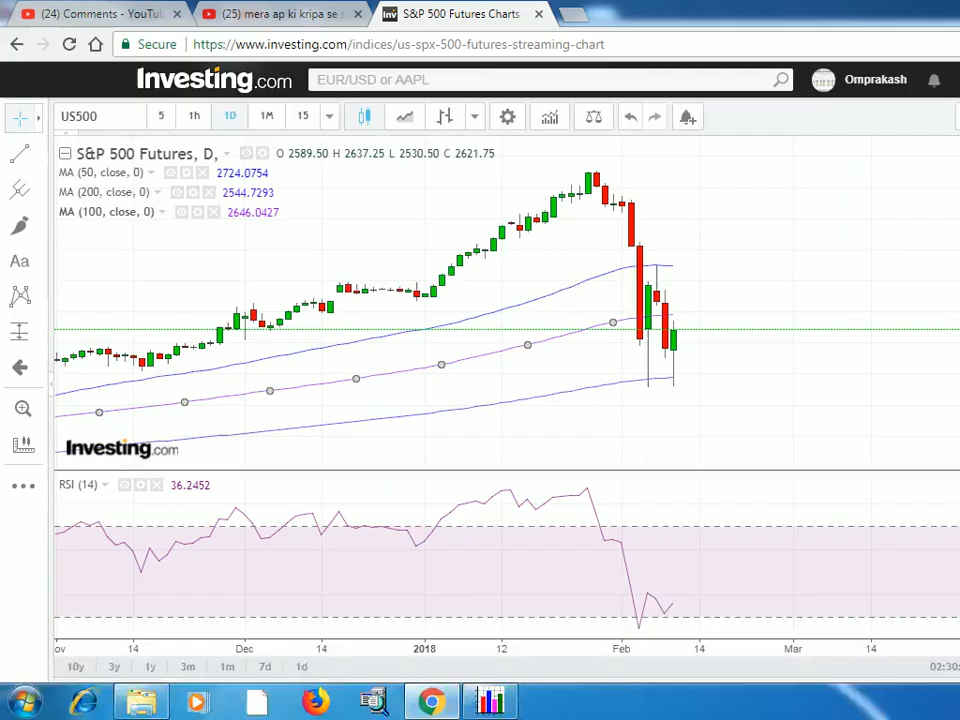 (24) Comments - YouTu
(25) mera ap ki kripa se s
S&P 500 Futures Charts
Secure
https://www.investing.com/indices/us-spx-500-futures-streaming-chart
Investing.com
EUR/USD or AAPL
Omprakash
US500 5 1h 1D 1M 15
S&P 500 Futures, D, O 2589.50 H 2637.25 L 2530.50 C 2621.75
MA (50, close, 0) 2724.0754
MA (200, close, 0) 2544.7293
MA (100, close, 0) 2646.0427
Aa
Investing.com
RSI (14) 36.2452
ov 14 Dec 14 2018 12 Feb 14 Mar 14
10y 3y 1y 3m 1m 7d 1d 02:30: